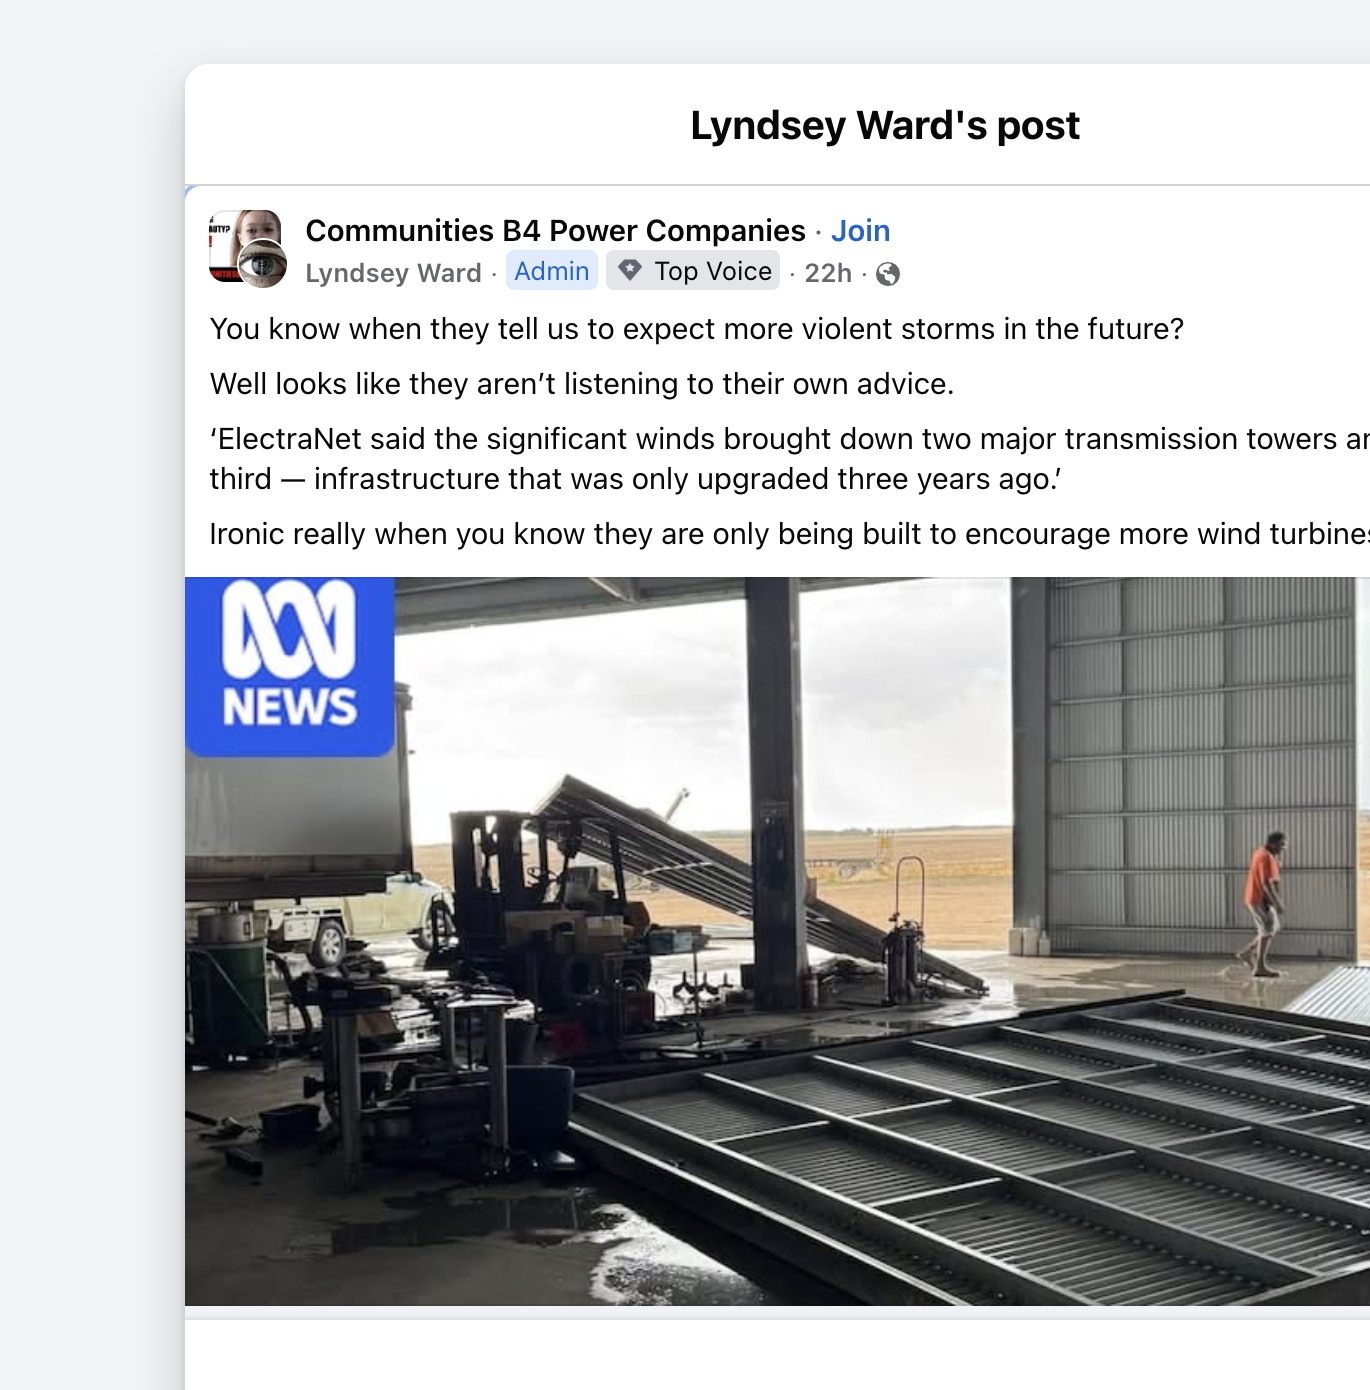 Lyndsey Ward's post
AUTY?
Communities B4 Power Companies · Join
Lyndsey Ward · Admin Top Voice · 22h ·
You know when they tell us to expect more violent storms in the future?
Well looks like they aren’t listening to their own advice.
‘ElectraNet said the significant winds brought down two major transmission towers
third — infrastructure that was only upgraded three years ago.’
Ironic really when you know they are only being built to encourage more wind turbines
NEWS